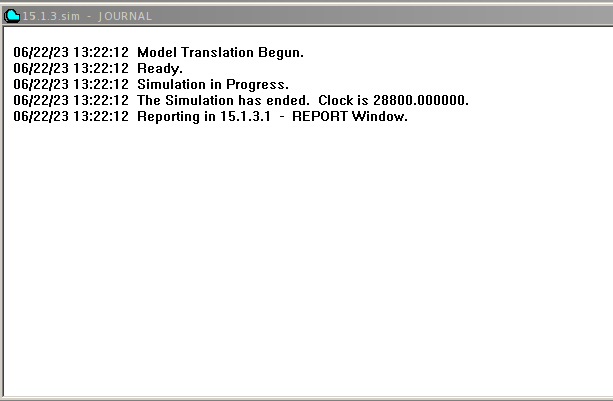 15.1.3.sim - JOURNAL
06/22/23 13:22:12 Model Translation Begun.
06/22/23 13:22:12 Ready.
06/22/23 13:22:12 Simulation in Progress.
06/22/23 13:22:12 The Simulation has ended. Clock is 28800.000000.
06/22/23 13:22:12 Reporting in 15.1.3.1 - REPORT Window.